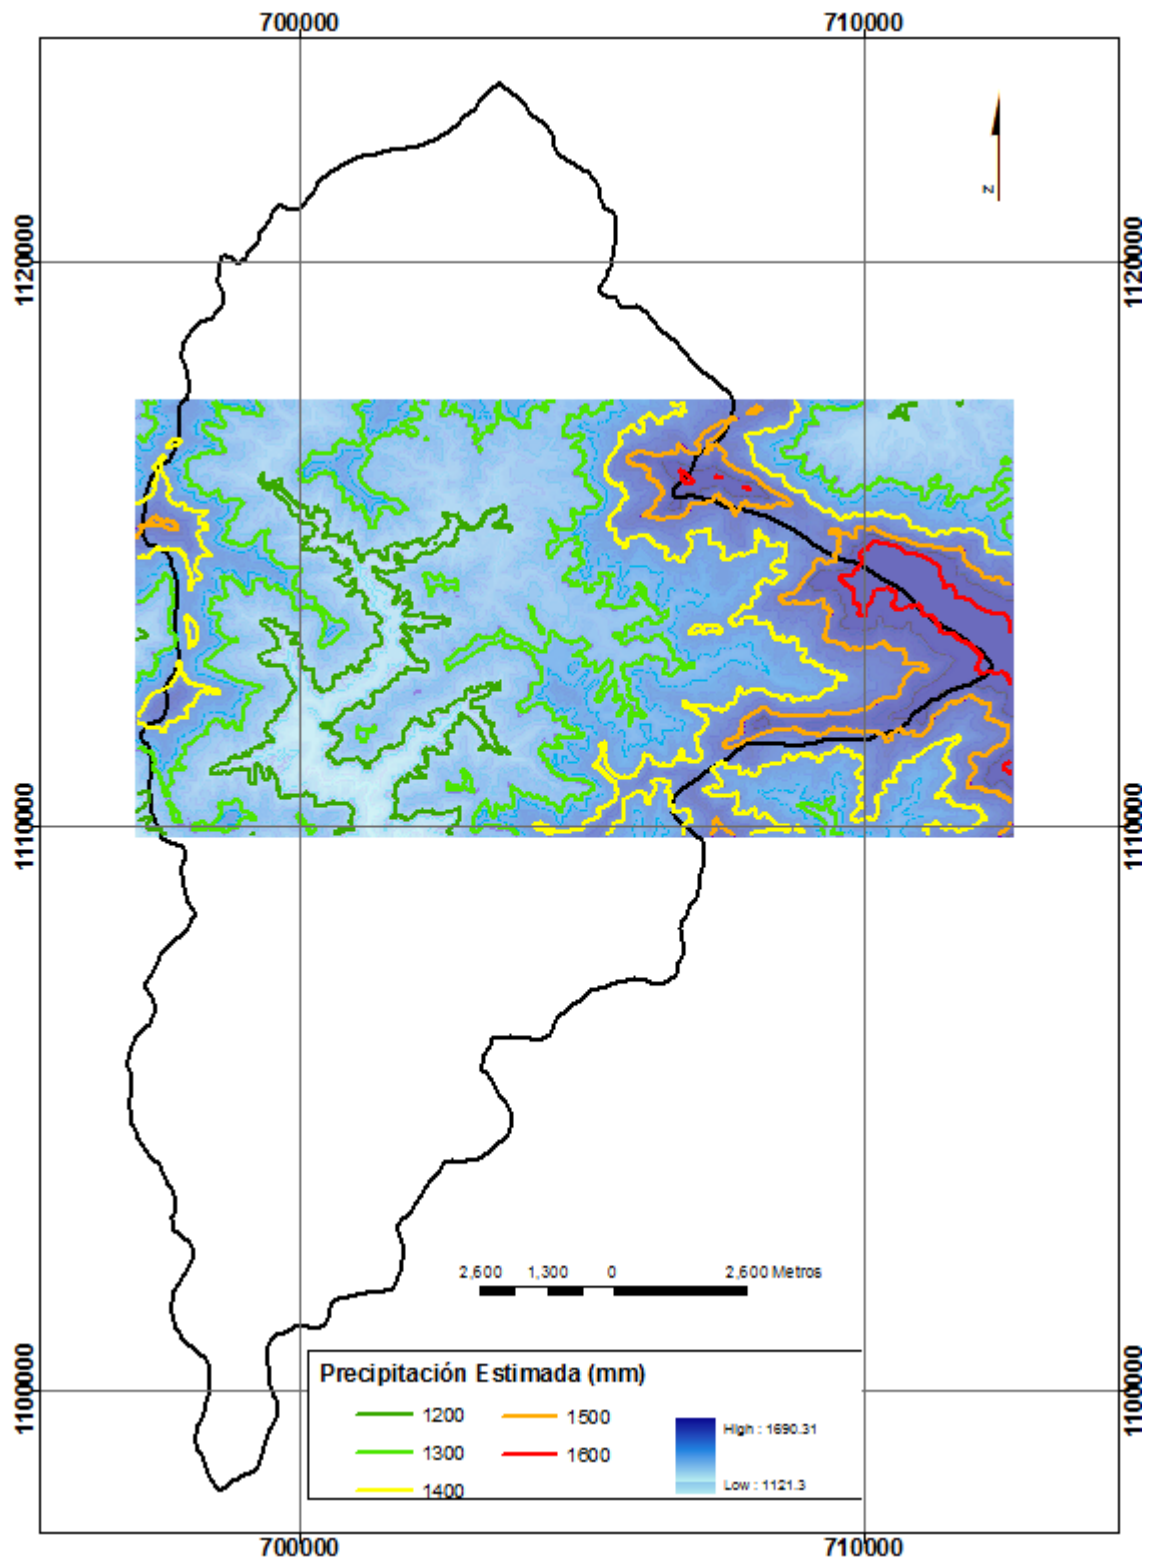 700000 710000
N
1120000 1120000
1110000 1110000
2,600 1,300 0 2,600 Metros
Precipitación Estimada (mm)
1200 1500
High : 1690.31
1300 1600
Low : 1121.3
1400
1100000 1100000
700000 710000